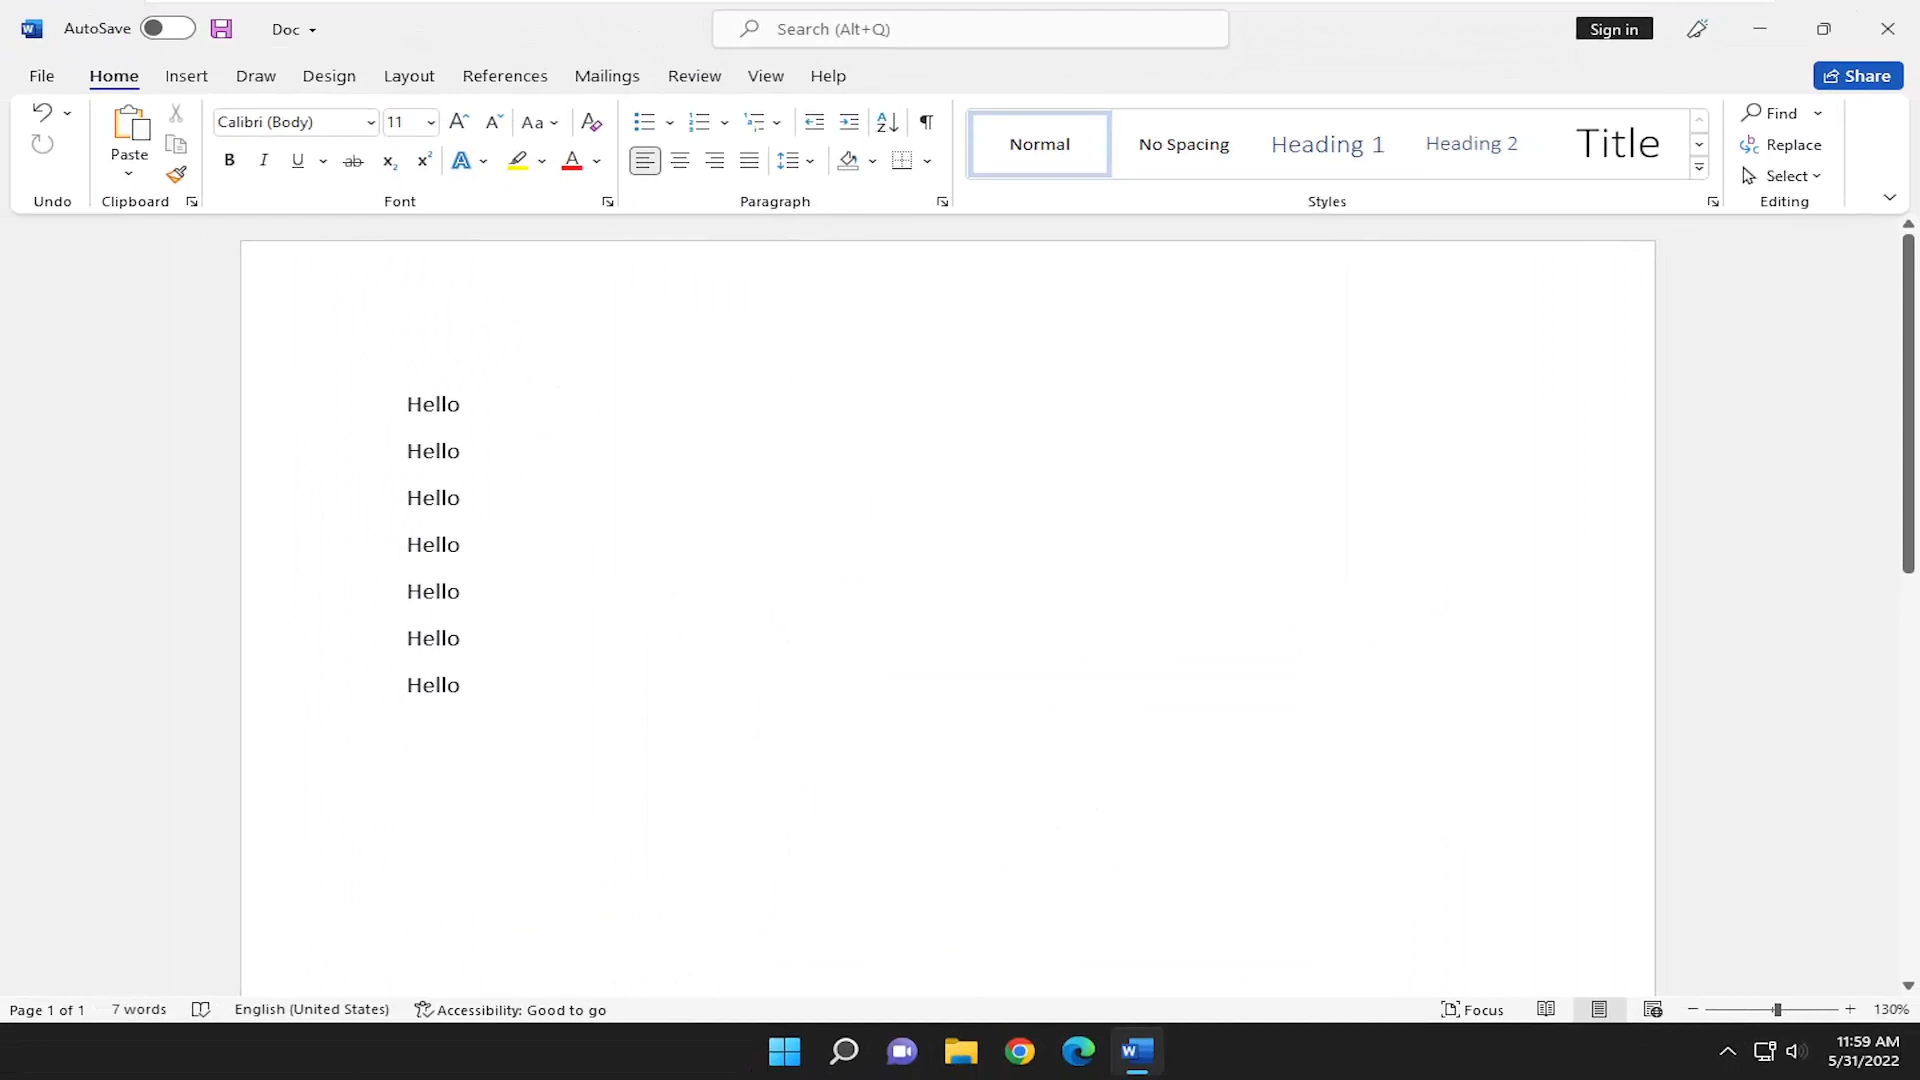 AutoSave Doc Search (Alt+Q) Sign in
File Home Insert Draw Design Layout References Mailings Review View Help Share
Paste
Calibri (Body) 11 Aa
B I U ab x₂ x² A A
Normal No Spacing Heading 1 Heading 2 Title
Find
Replace
Select
Undo Clipboard Font Paragraph Styles Editing
Hello
Hello
Hello
Hello
Hello
Hello
Hello
Page 1 of 1 7 words English (United States) Accessibility: Good to go Focus 130%
11:59 AM
5/31/2022